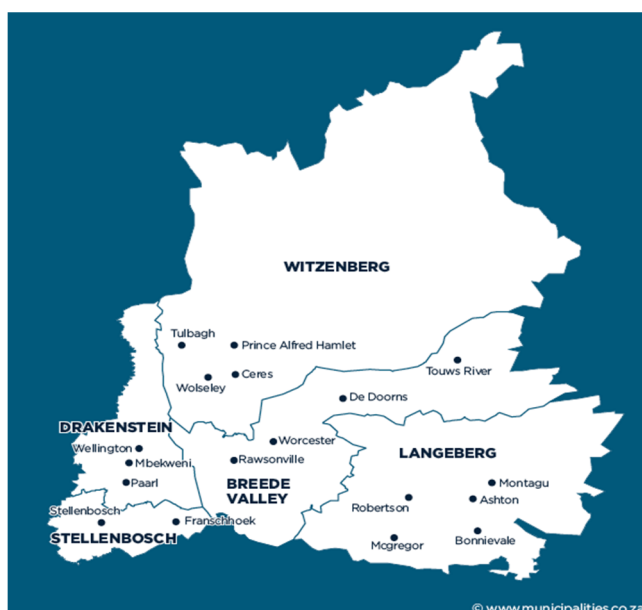 WITZENBERG
Tulbagh
Prince Alfred Hamlet
Ceres
Wolseley
Touws River
De Doorns
DRAKENSTEIN
Wellington
Mbekweni
Paarl
Worcester
Rawsonville
BREEDE
VALLEY
LANGEBERG
Montagu
Ashton
Robertson
Mcgregor
Bonnievale
Stellenbosch
Franschhoek
STELLENBOSCH
© www.municipalities.co.za